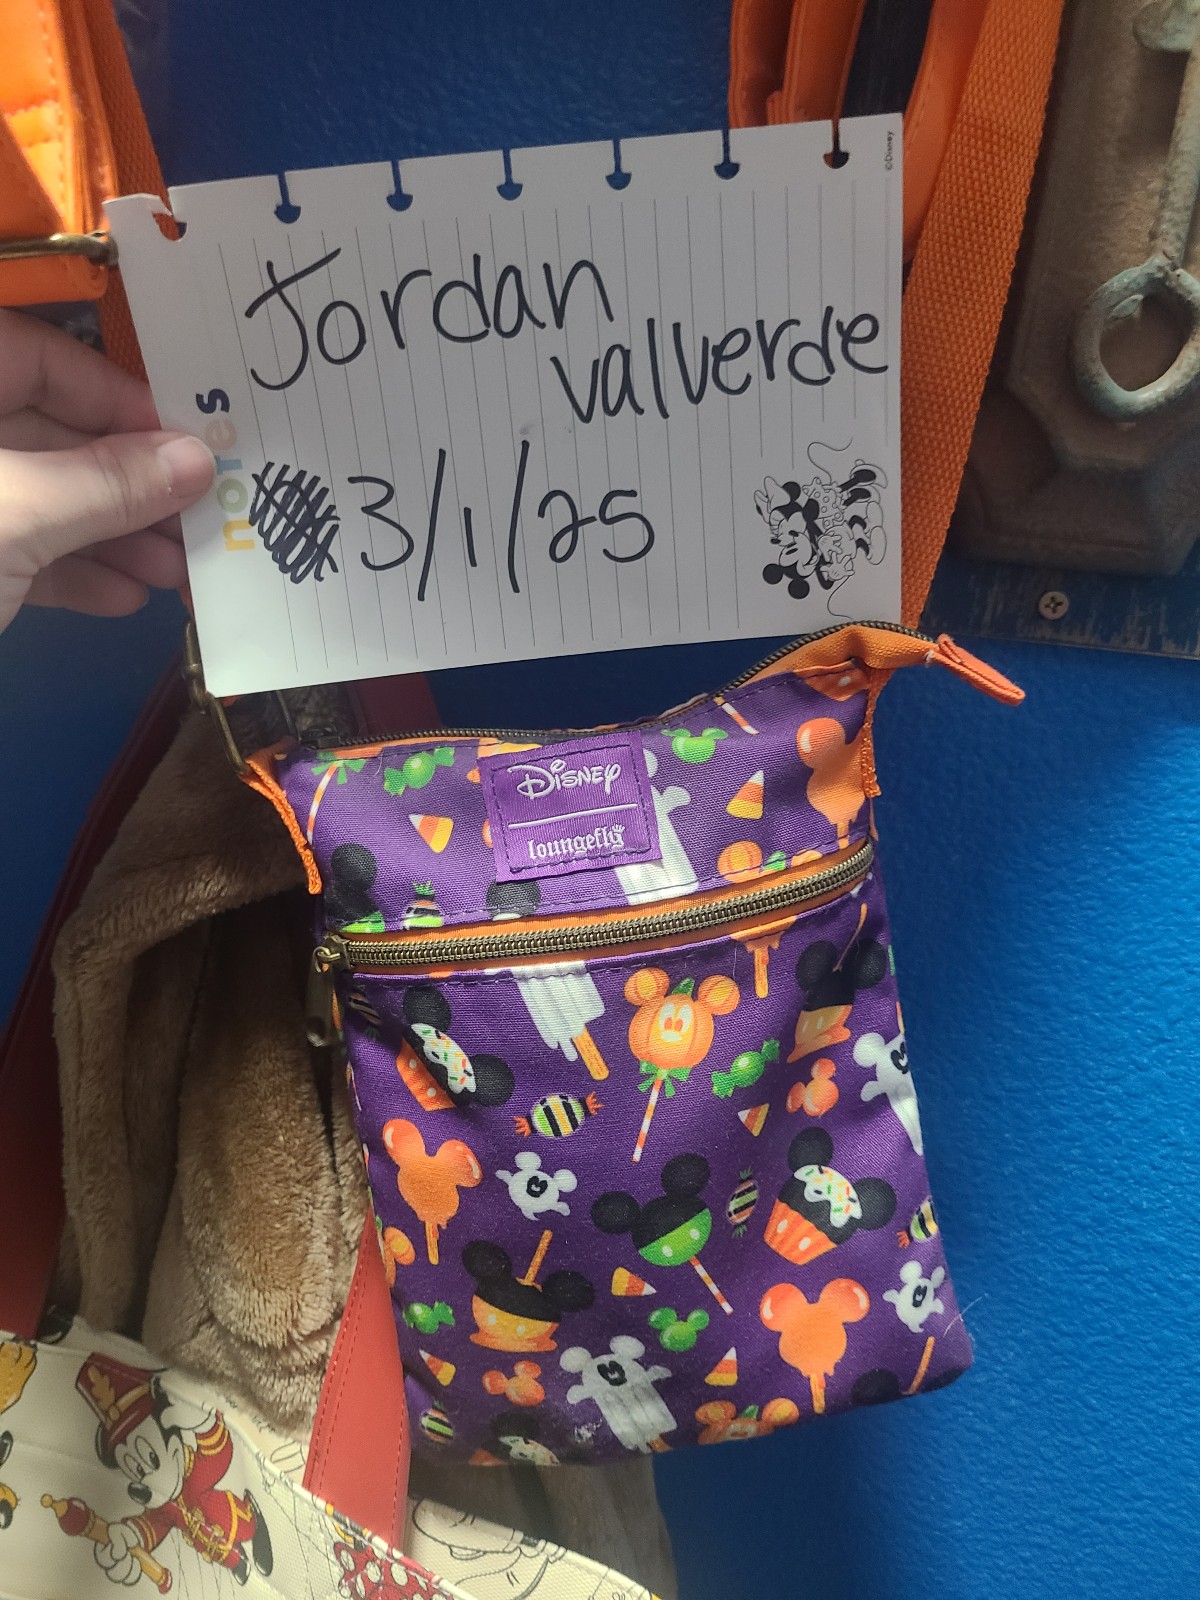 Jordan
valverde
3/1/25
notes
©Disney
Disney
loungefly